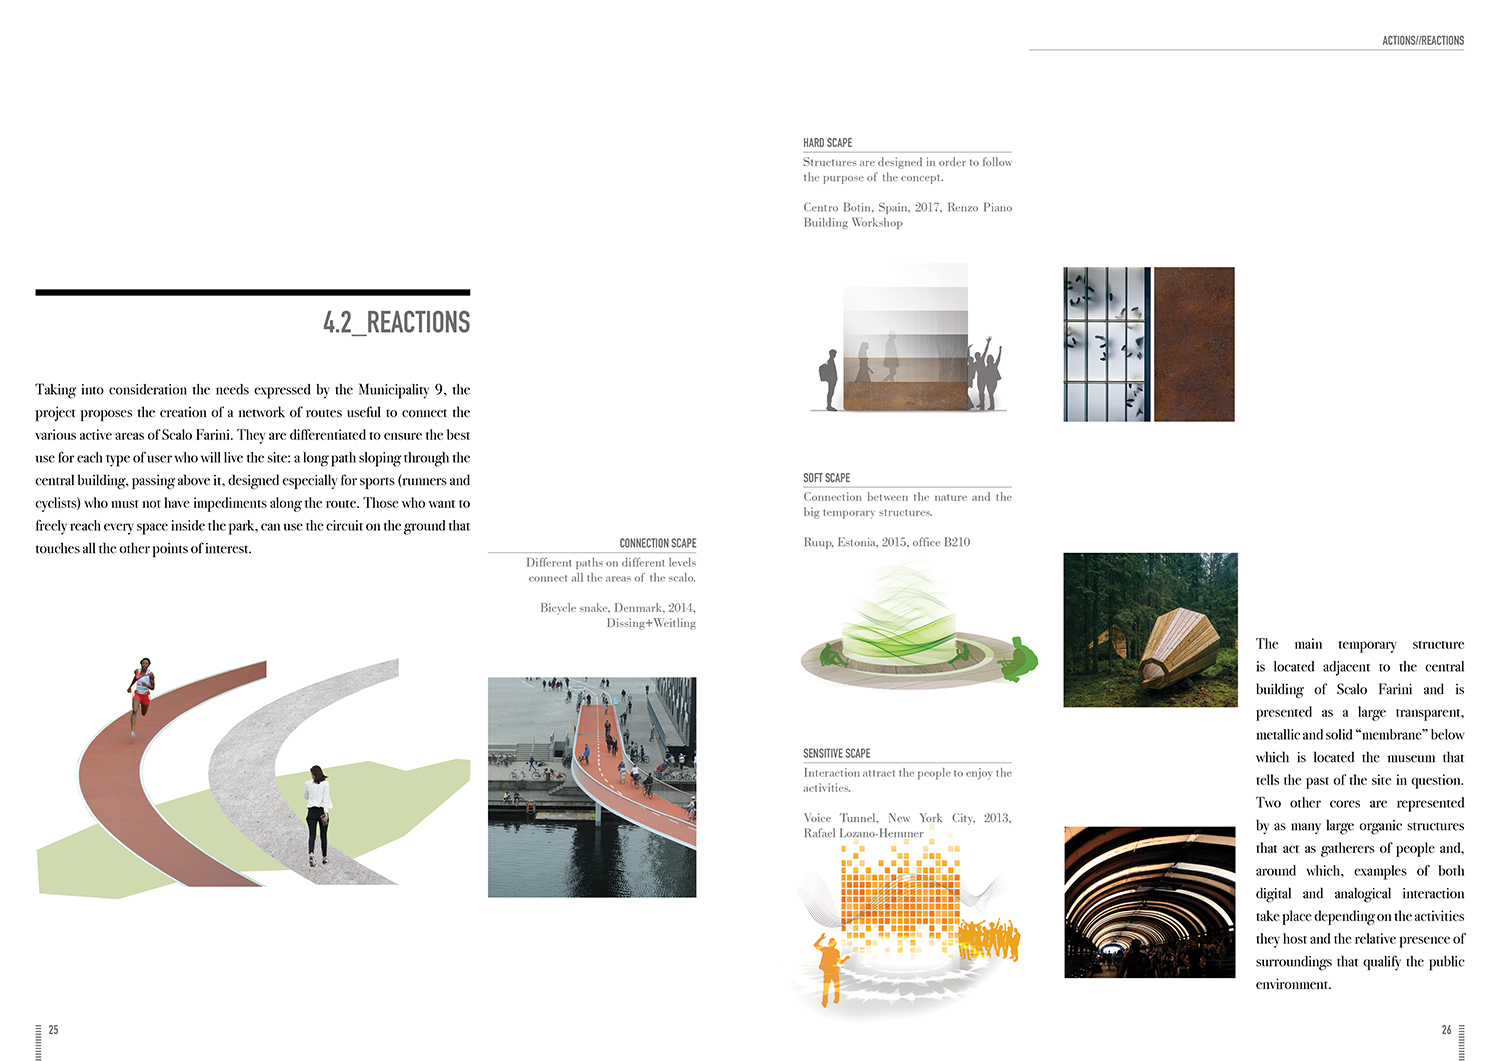 4.2_REACTIONS
Taking into consideration the needs expressed by the Municipality 9, the
project proposes the creation of a network of routes useful to connect the
various active areas of Scalo Farini. They are differentiated to ensure the best
use for each type of user who will live the site: a long path sloping through the
central building, passing above it, designed especially for sports (runners and
cyclists) who must not have impediments along the route. Those who want to
freely reach every space inside the park, can use the circuit on the ground that
touches all the other points of interest.
CONNECTION SCAPE
Different paths on different levels
connect all the areas of the scalo.
Bicycle snake, Denmark, 2014,
Dissing+Weitling
25
ACTIONS//REACTIONS
HARD SCAPE
Structures are designed in order to follow
the purpose of the concept.
Centro Botin, Spain, 2017, Renzo Piano
Building Workshop
SOFT SCAPE
Connection between the nature and the
big temporary structures.
Ruup, Estonia, 2015, office B210
SENSITIVE SCAPE
Interaction attract the people to enjoy the
activities.
Voice Tunnel, New York City, 2013,
Rafael Lozano-Hemmer
The main temporary structure
is located adjacent to the central
building of Scalo Farini and is
presented as a large transparent,
metallic and solid “membrane” below
which is located the museum that
tells the past of the site in question.
Two other cores are represented
by as many large organic structures
that act as gatherers of people and,
around which, examples of both
digital and analogical interaction
take place depending on the activities
they host and the relative presence of
surroundings that qualify the public
environment.
26